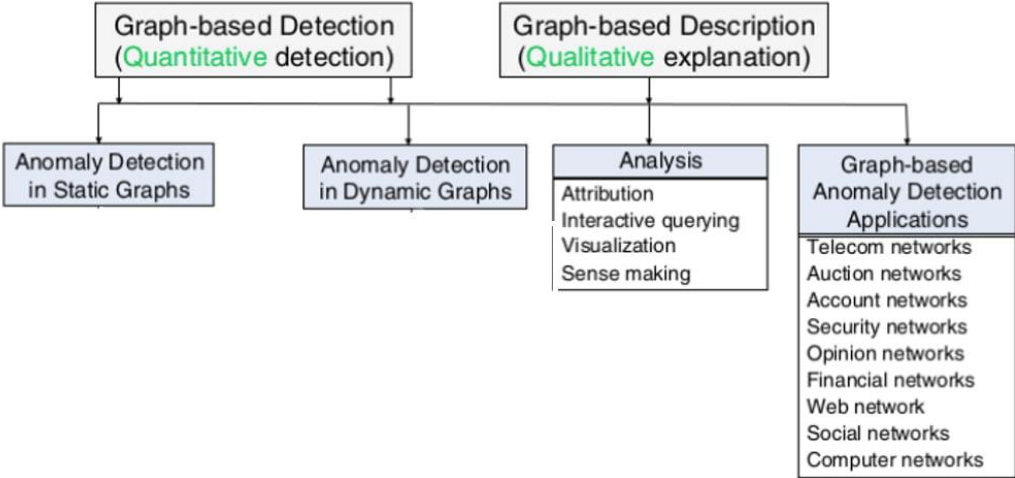 Graph-based Detection
(Quantitative detection)
Graph-based Description
(Qualitative explanation)
Anomaly Detection
in Static Graphs
Anomaly Detection
in Dynamic Graphs
Analysis
Attribution
Interactive querying
Visualization
Sense making
Graph-based
Anomaly Detection
Applications
Telecom networks
Auction networks
Account networks
Security networks
Opinion networks
Financial networks
Web network
Social networks
Computer networks